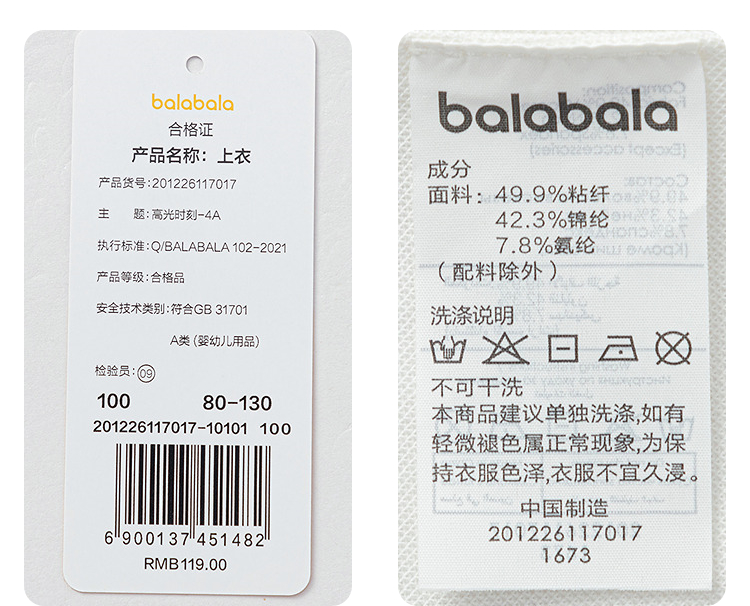 balabala
合格证
产品名称：上衣
产品货号:201226117017
主 题:高光时刻-4A
执行标准:Q/BALABALA 102-2021
产品等级:合格品
安全技术类别:符合GB 31701
A类(婴幼儿用品)
检验员:09
100 80-130
201226117017-10101 100
6 900137 451482
RMB119.00
balabala
成分
面料：49.9%粘纤
42.3%锦纶
7.8%氨纶
（配料除外）
洗涤说明
不可干洗
本商品建议单独洗涤,如有
轻微褪色属正常现象,为保
持衣服色泽,衣服不宜久浸。
中国制造
201226117017
1673